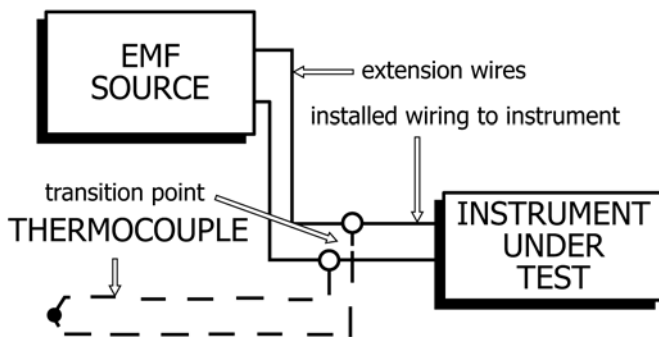 EMF
SOURCE
extension wires
installed wiring to instrument
transition point
THERMOCOUPLE
INSTRUMENT
UNDER
TEST